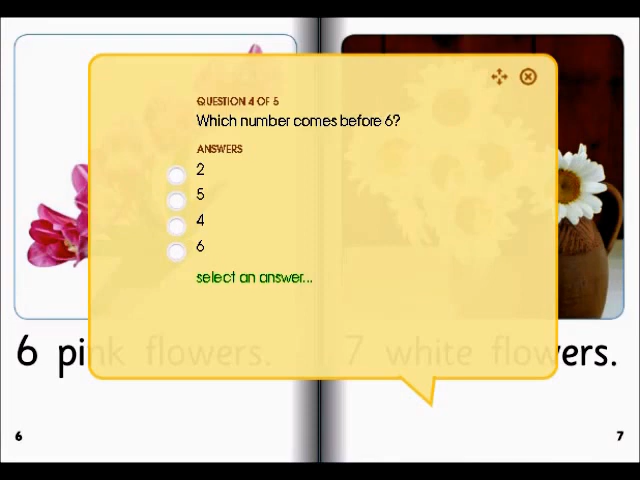 QUESTION 4 OF 5
Which number comes before 6?
ANSWERS
2
5
4
6
select an answer...
6 pink flowers.
7 white flowers.
6
7